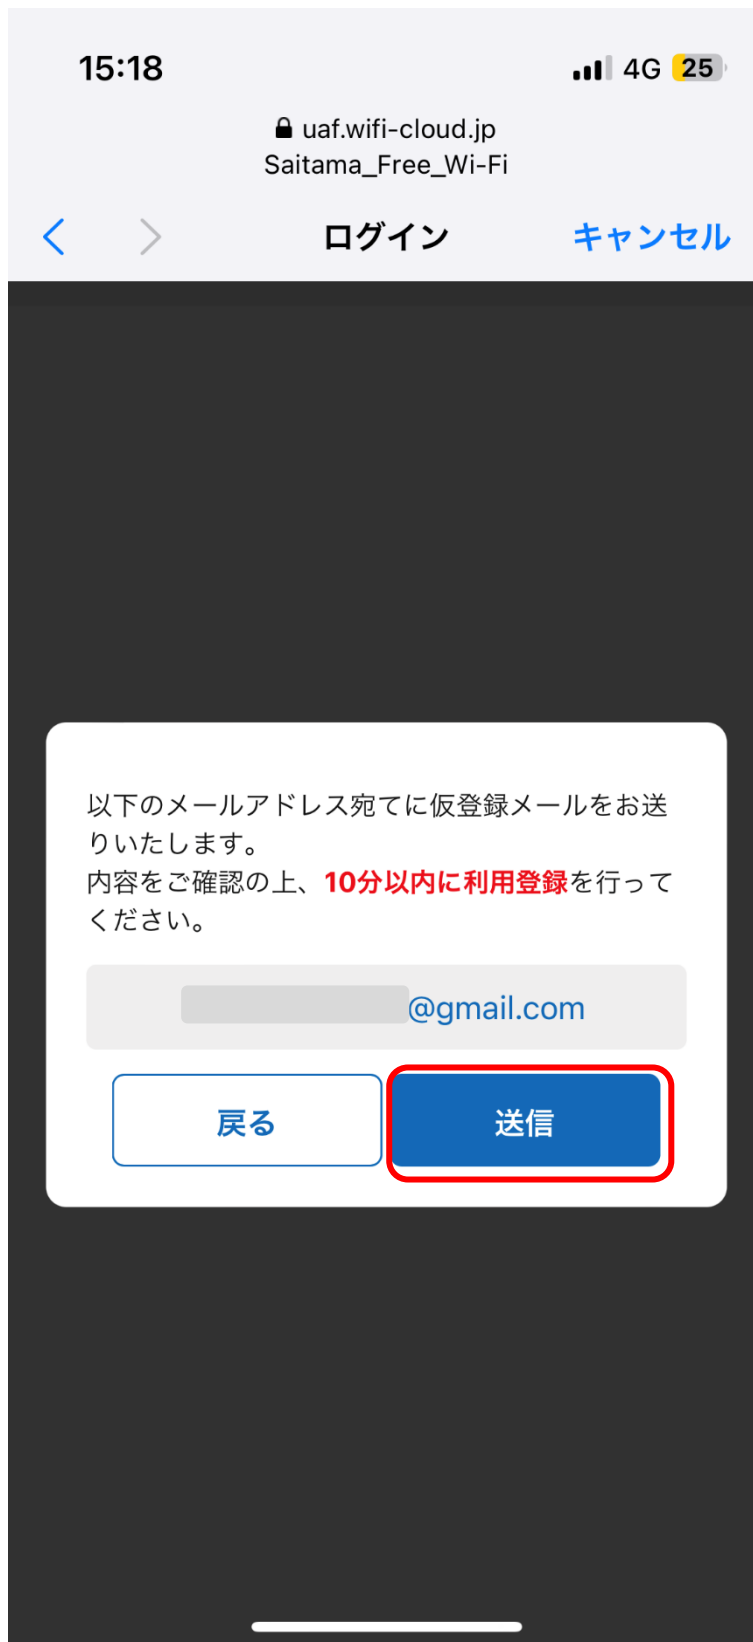 15:18 4G 25
uaf.wifi-cloud.jp
Saitama_Free_Wi-Fi
ログイン キャンセル
以下のメールアドレス宛てに仮登録メールをお送
りいたします。
内容をご確認の上、10分以内に利用登録を行って
ください。
@gmail.com
戻る 送信